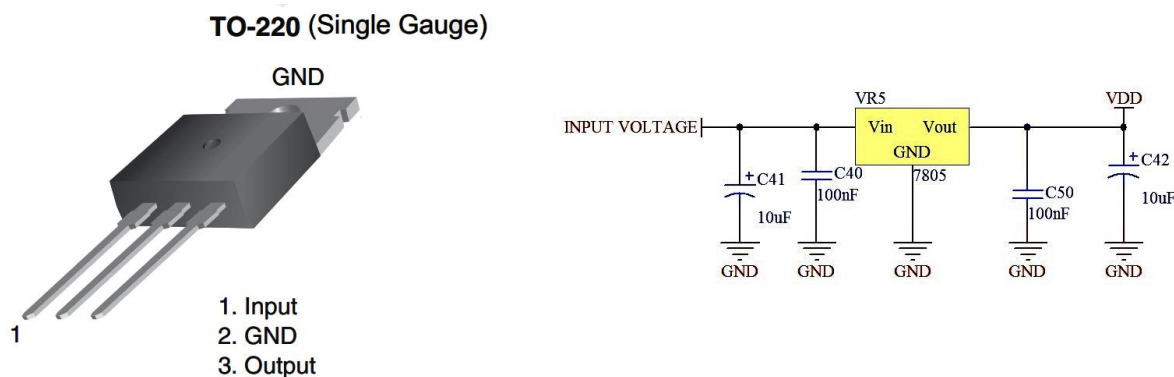 TO-220 (Single Gauge)
GND
1
1. Input
2. GND
3. Output
INPUT VOLTAGE
VR5
Vin Vout
GND
7805
VDD
+ C41
10uF
C40
100nF
C50
100nF
+ C42
10uF
GND GND GND GND GND